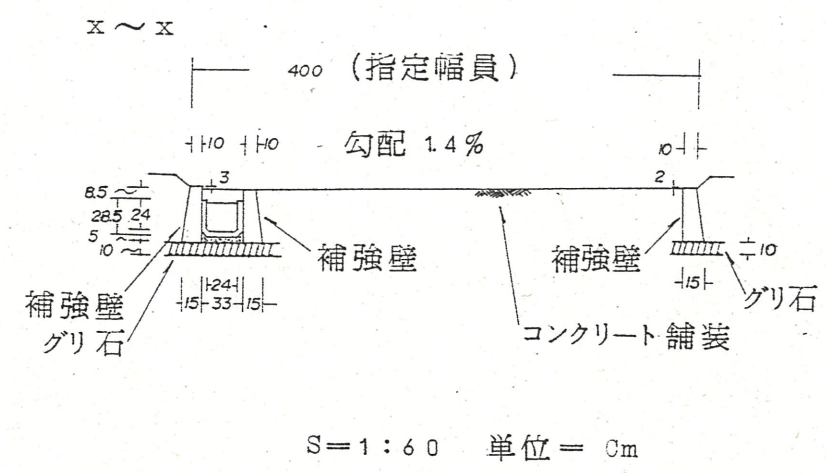 x～x
400 (指定幅員)
10 10 勾配 1.4% 10
3 2
8.5
28.5 24
5
10 10
補強壁 補強壁
24 15
15 33 15
補強壁 グリ石
グリ石 コンクリート舗装
S=1:60 単位= Cm